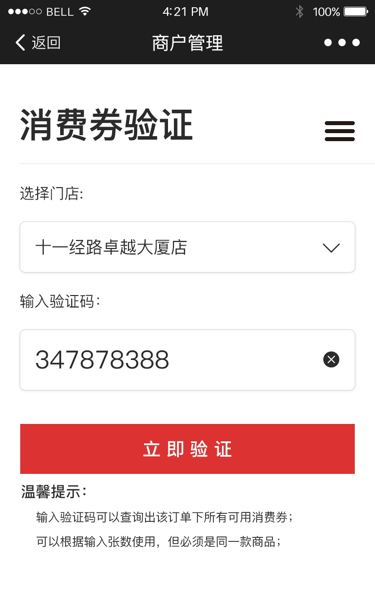 BELL 4:21 PM 100%
返回 商户管理
消费券验证
选择门店:
十一经路卓越大厦店
输入验证码：
347878388
立即验证
温馨提示：
输入验证码可以查询出该订单下所有可用消费券；
可以根据输入张数使用，但必须是同一款商品；